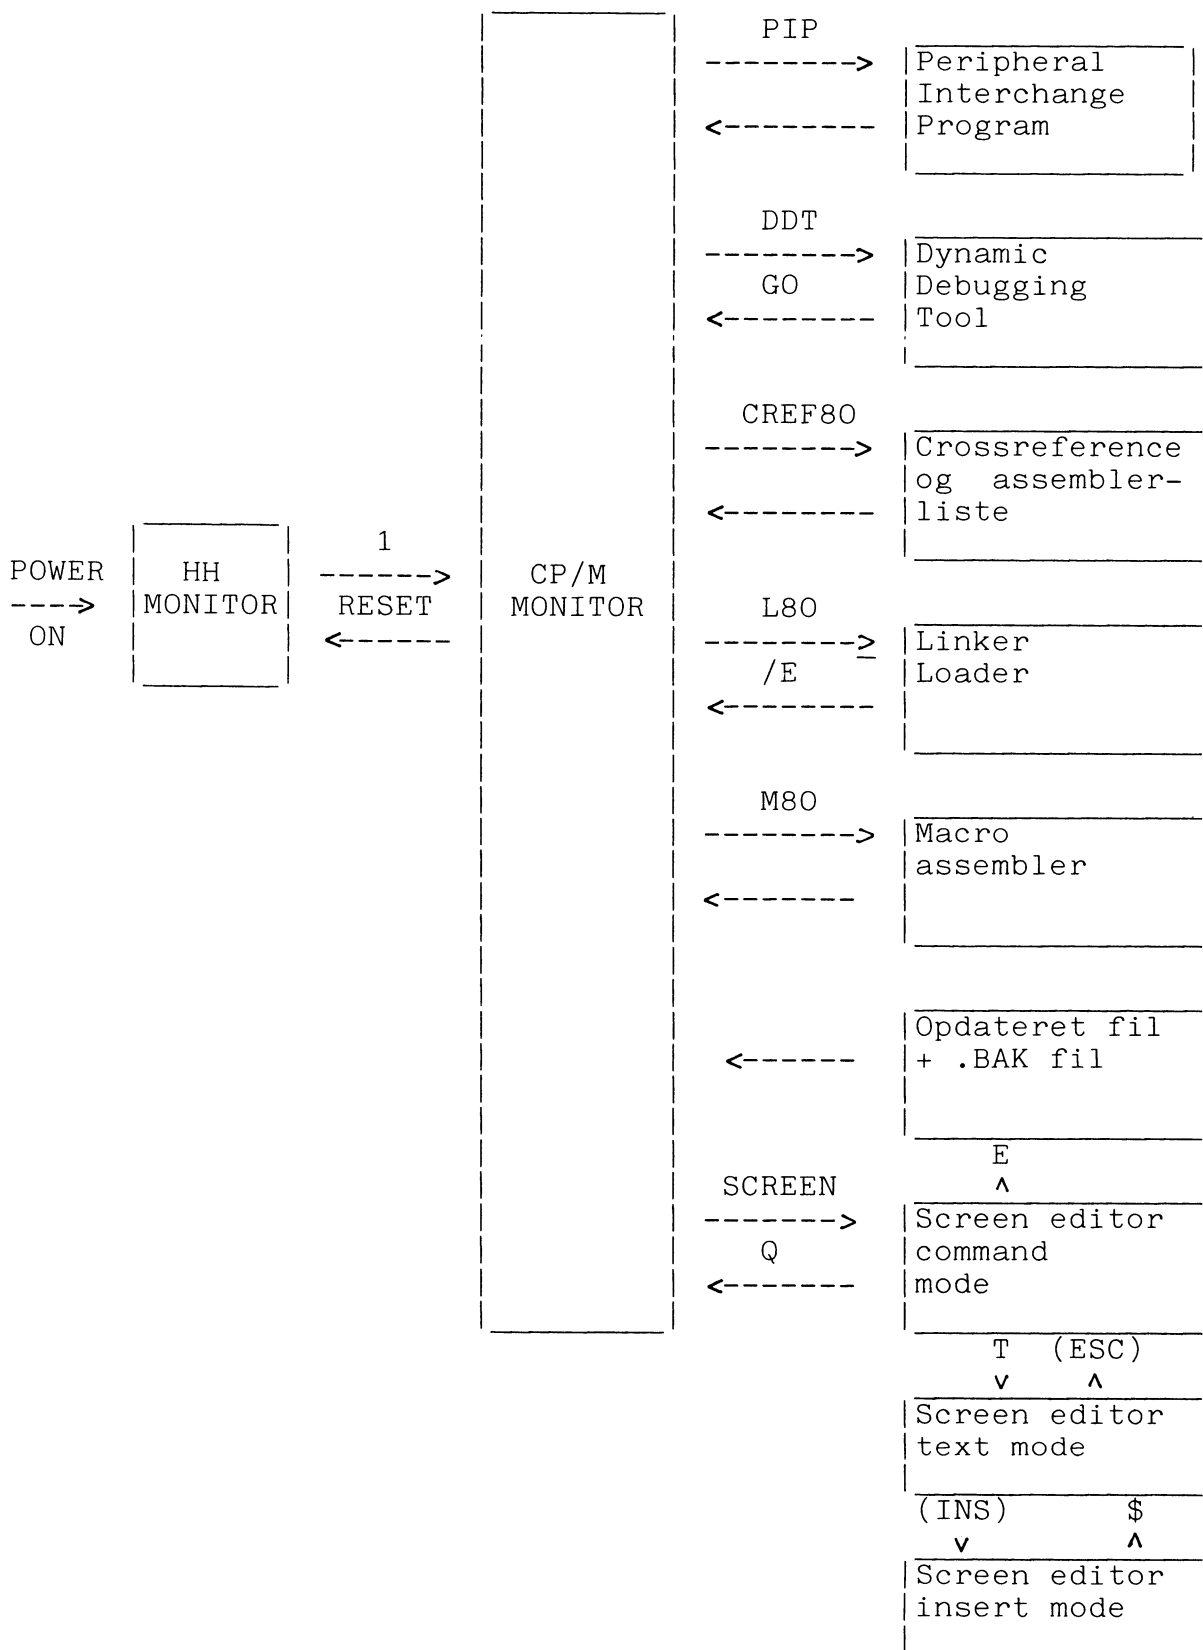 PIP
Peripheral
Interchange
Program
DDT
Dynamic
GO
Debugging
Tool
CREF80
Crossreference
og assembler-
liste
POWER
ON
HH
MONITOR
1
RESET
CP/M
MONITOR
L80
Linker
/E
Loader
M80
Macro
assembler
Opdateret fil
+ .BAK fil
E
SCREEN
Screen editor
Q
command
mode
T (ESC)
Screen editor
text mode
(INS) $
Screen editor
insert mode